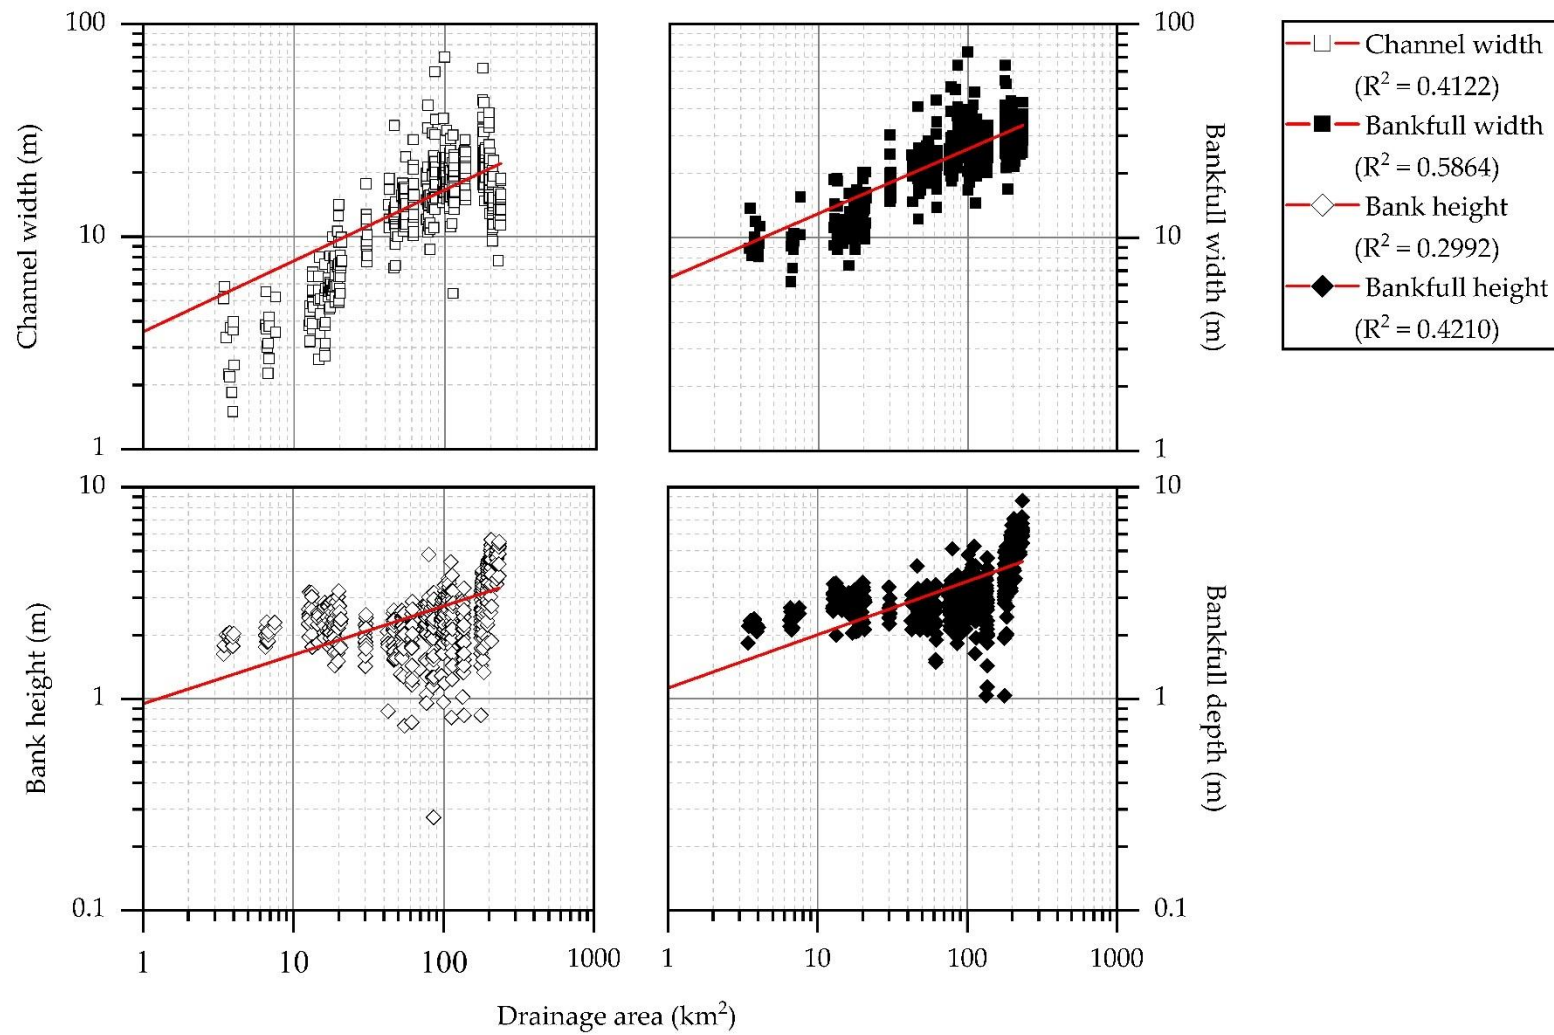 100
10
1
Channel width (m)
100
10
1
Bankfull width (m)
Channel width
(R² = 0.4122)
Bankfull width
(R² = 0.5864)
Bank height
(R² = 0.2992)
Bankfull height
(R² = 0.4210)
10
1
0.1
Bank height (m)
1 10 100 1000
10
1
0.1
Bankfull depth (m)
1 10 100 1000
Drainage area (km²)